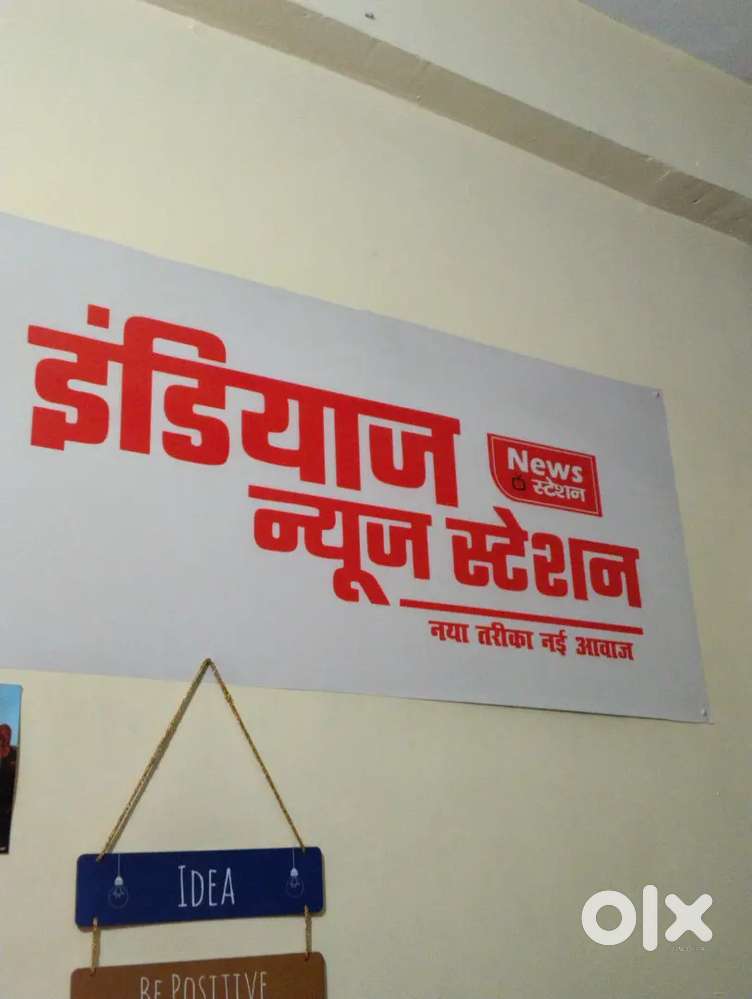 इंडियाज
News
स्टेशन
न्यूज स्टेशन
नया तरीका नई आवाज
IDEA
BE POSITIVE
olx